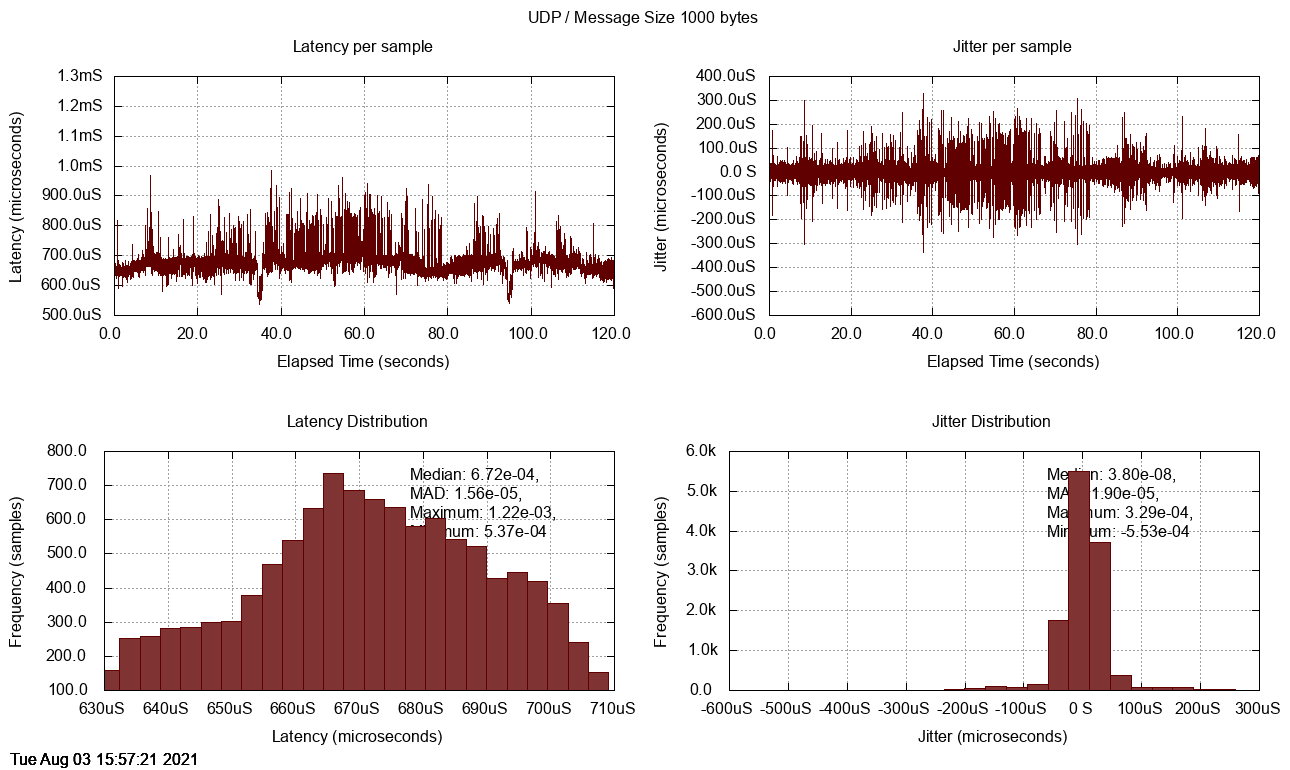 UDP / Message Size 1000 bytes
Latency per sample
1.3mS
1.2mS
1.1mS
1.0mS
900.0uS
800.0uS
700.0uS
600.0uS
500.0uS
Latency (microseconds)
0.0 20.0 40.0 60.0 80.0 100.0 120.0
Elapsed Time (seconds)
Jitter per sample
400.0uS
300.0uS
200.0uS
100.0uS
0.0 S
-100.0uS
-200.0uS
-300.0uS
-400.0uS
-500.0uS
-600.0uS
Jitter (microseconds)
0.0 20.0 40.0 60.0 80.0 100.0 120.0
Elapsed Time (seconds)
Latency Distribution
800.0
700.0
600.0
500.0
400.0
300.0
200.0
100.0
Frequency (samples)
Median: 6.72e-04,
MAD: 1.56e-05,
Maximum: 1.22e-03,
5.37e-04
630uS 640uS 650uS 660uS 670uS 680uS 690uS 700uS 710uS
Latency (microseconds)
Jitter Distribution
6.0k
5.0k
4.0k
3.0k
2.0k
1.0k
0.0
Frequency (samples)
3.80e-08,
1.90e-05,
3.29e-04,
-5.53e-04
-600uS -500uS -400uS -300uS -200uS -100uS 0 S 100uS 200uS 300uS
Jitter (microseconds)
Tue Aug 03 15:57:21 2021